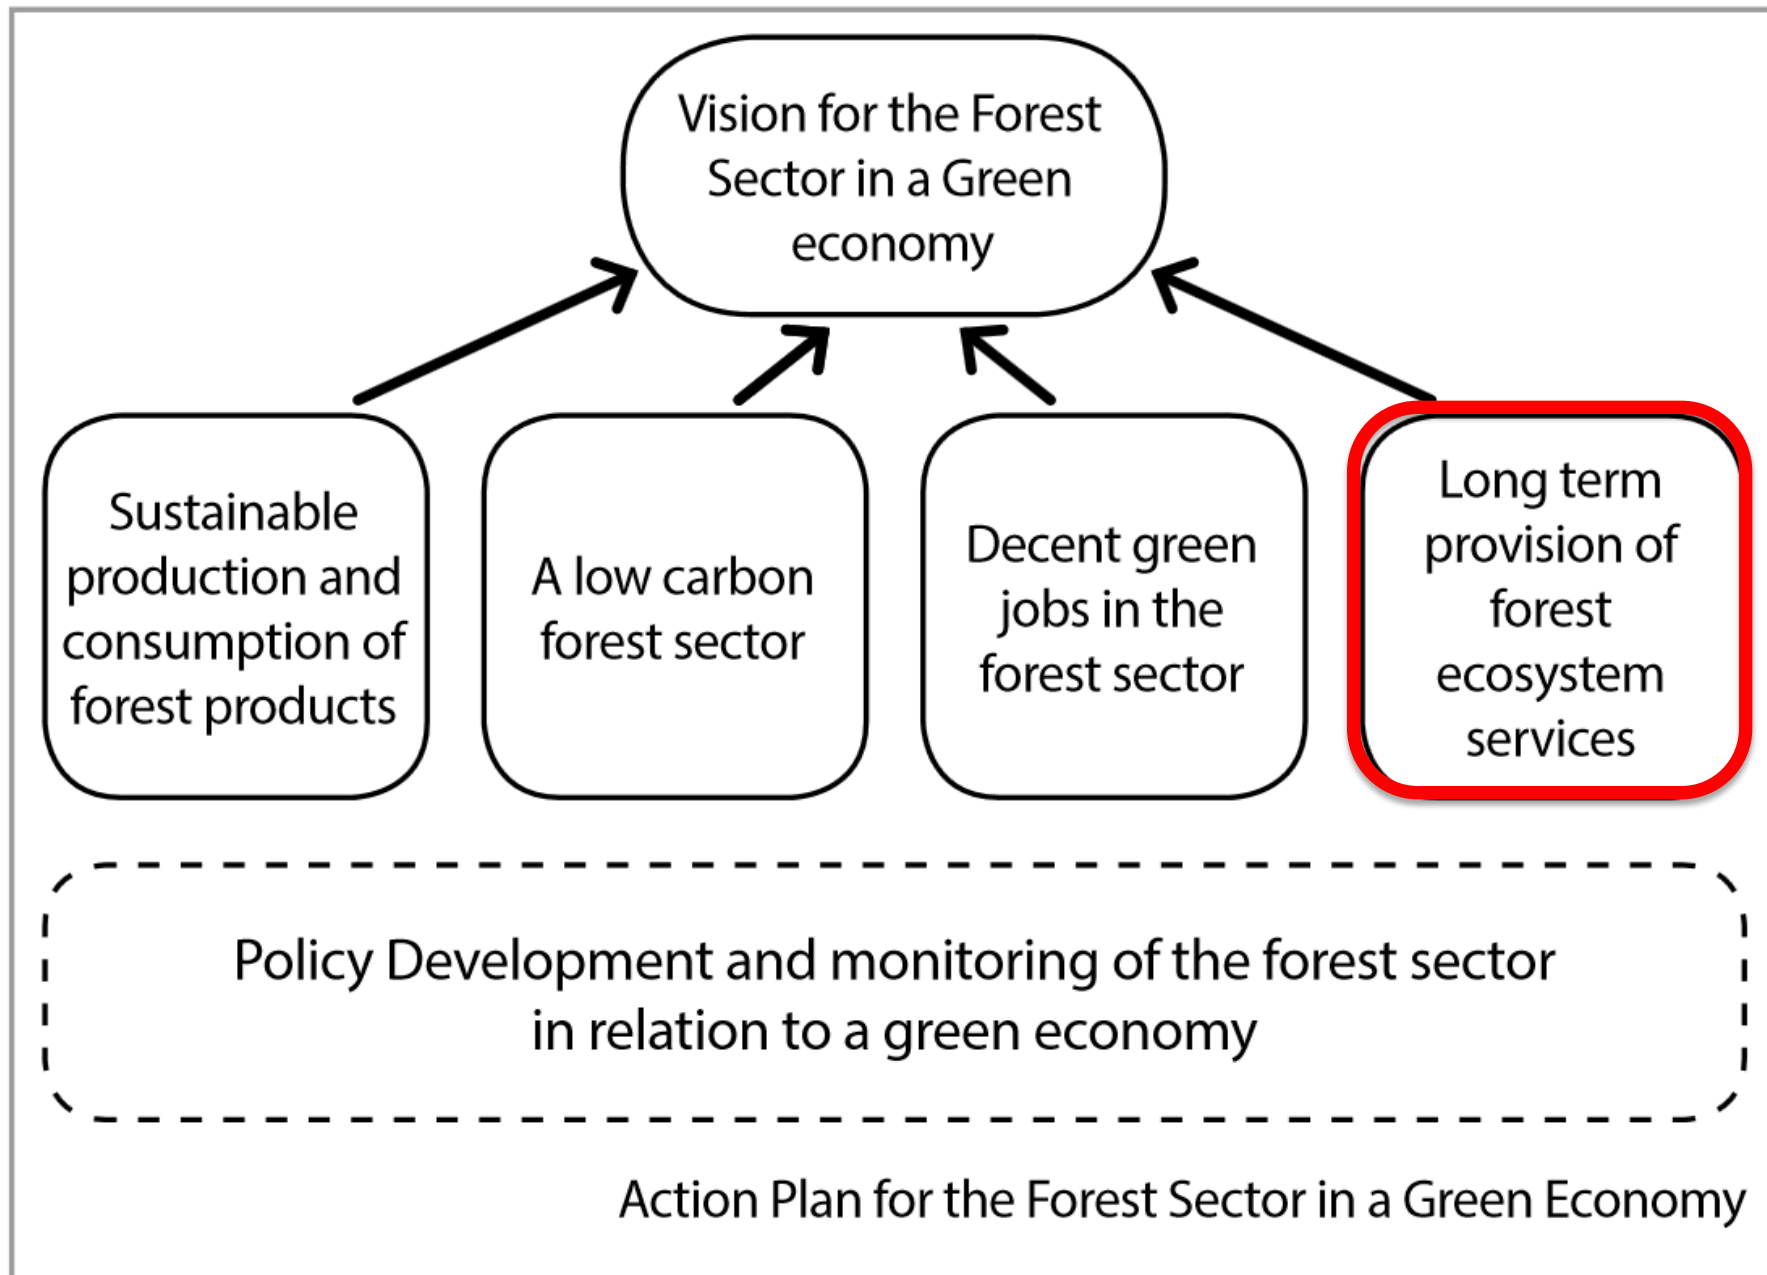 Vision for the Forest
Sector in a Green
economy
Sustainable
production and
consumption of
forest products
A low carbon
forest sector
Decent green
jobs in the
forest sector
Long term
provision of
forest
ecosystem
services
Policy Development and monitoring of the forest sector
in relation to a green economy
Action Plan for the Forest Sector in a Green Economy